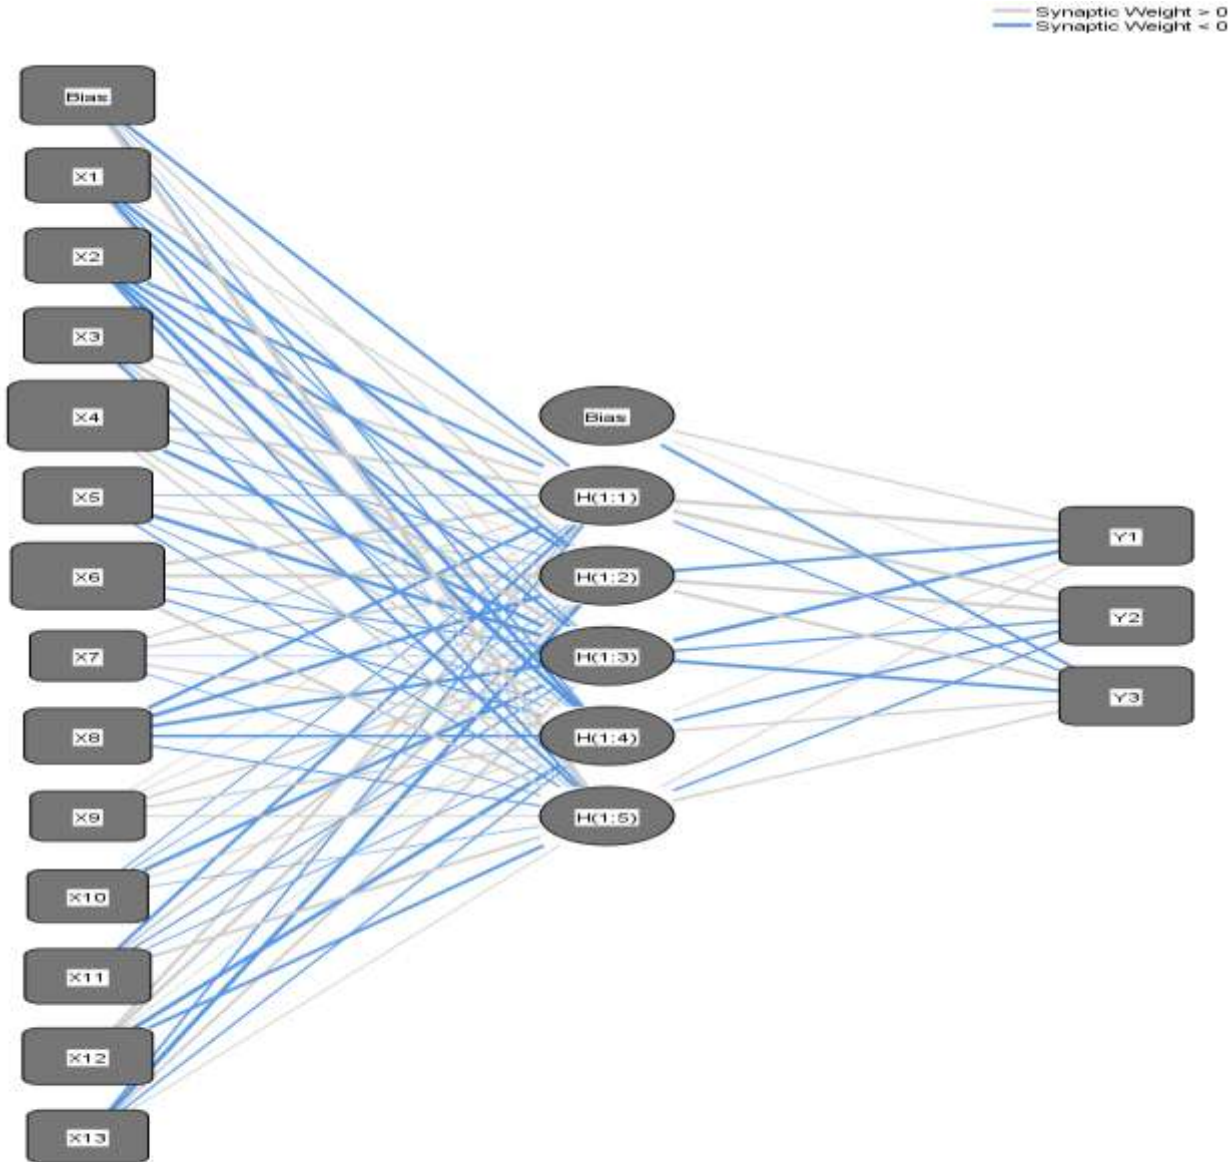 Synaptic Weight > 0
Synaptic Weight < 0
Bias
X1
X2
X3
X4
X5
X6
X7
X8
X9
X10
X11
X12
X13
Bias
H(1:1)
H(1:2)
H(1:3)
H(1:4)
H(1:5)
Y1
Y2
Y3